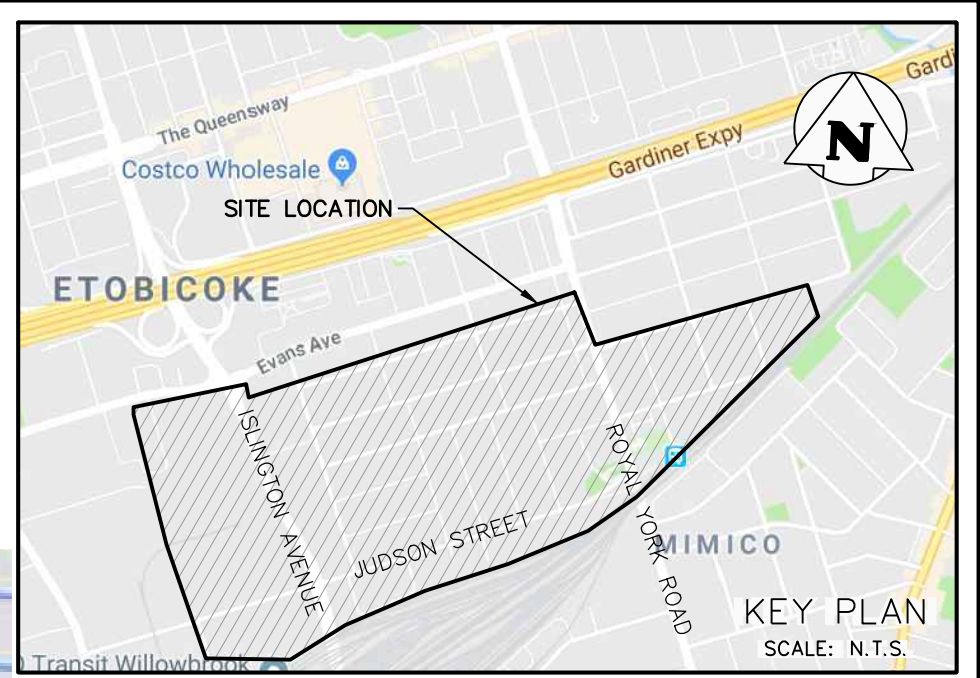 The Queensway
Costco Wholesale
Gardiner Expy
Gardi
N
SITE LOCATION
ETOBICOKE
Evans Ave
ISLINGTON AVENUE
ROYAL YORK ROAD
JUDSON STREET
MIMICO
KEY PLAN
SCALE: N.T.S.
Transit Willowbrook